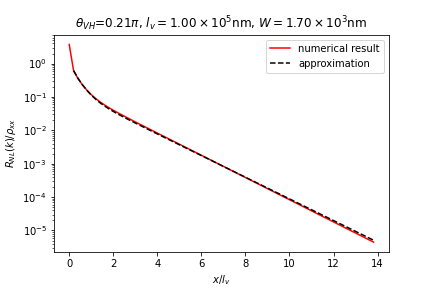 θ_VH=0.21π, l_v = 1.00 × 10^5nm, W = 1.70 × 10^3nm
numerical result
approximation
R_NL(k)/ρ_xx
10^0
10^-1
10^-2
10^-3
10^-4
10^-5
0 2 4 6 8 10 12 14
x/l_v